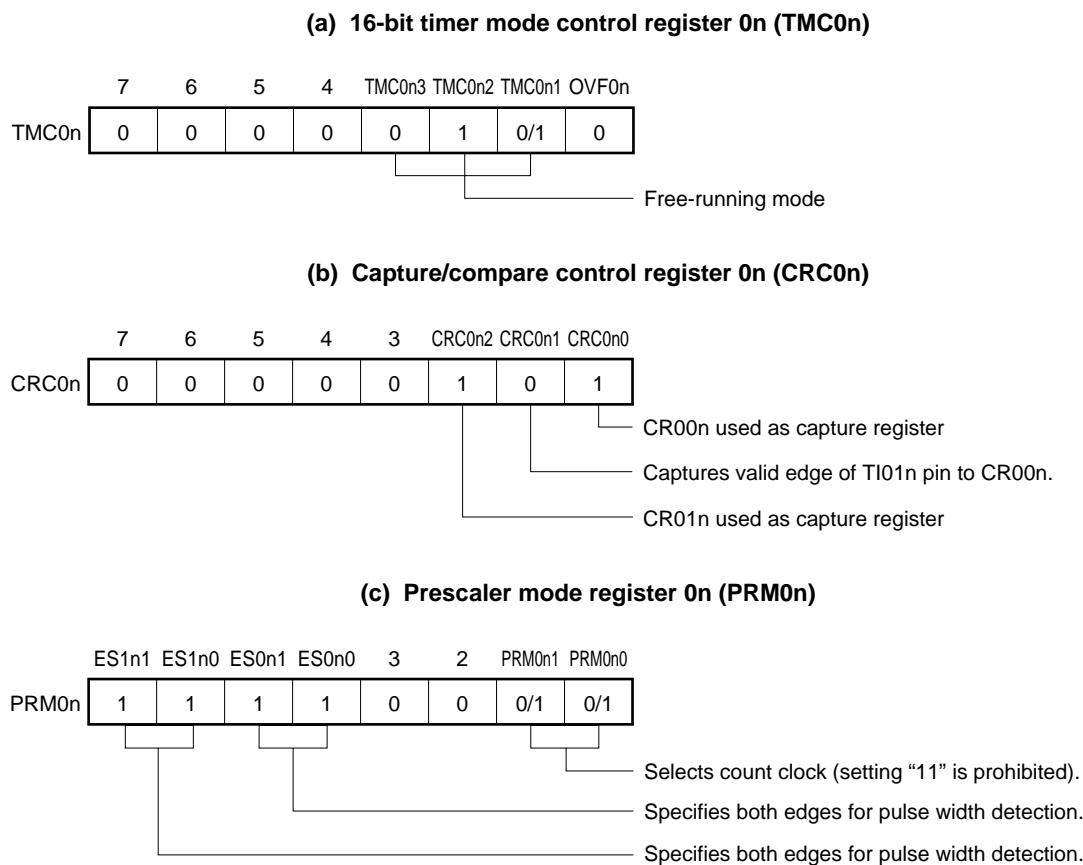 (a) 16-bit timer mode control register 0n (TMC0n)
7 6 5 4 TMC0n3 TMC0n2 TMC0n1 OVF0n
TMC0n 0 0 0 0 0 1 0/1 0
Free-running mode
(b) Capture/compare control register 0n (CRC0n)
7 6 5 4 3 CRC0n2 CRC0n1 CRC0n0
CRC0n 0 0 0 0 0 1 0 1
CR00n used as capture register
Captures valid edge of TI01n pin to CR00n.
CR01n used as capture register
(c) Prescaler mode register 0n (PRM0n)
ES1n1 ES1n0 ES0n1 ES0n0 3 2 PRM0n1 PRM0n0
PRM0n 1 1 1 1 0 0 0/1 0/1
Selects count clock (setting “11” is prohibited).
Specifies both edges for pulse width detection.
Specifies both edges for pulse width detection.